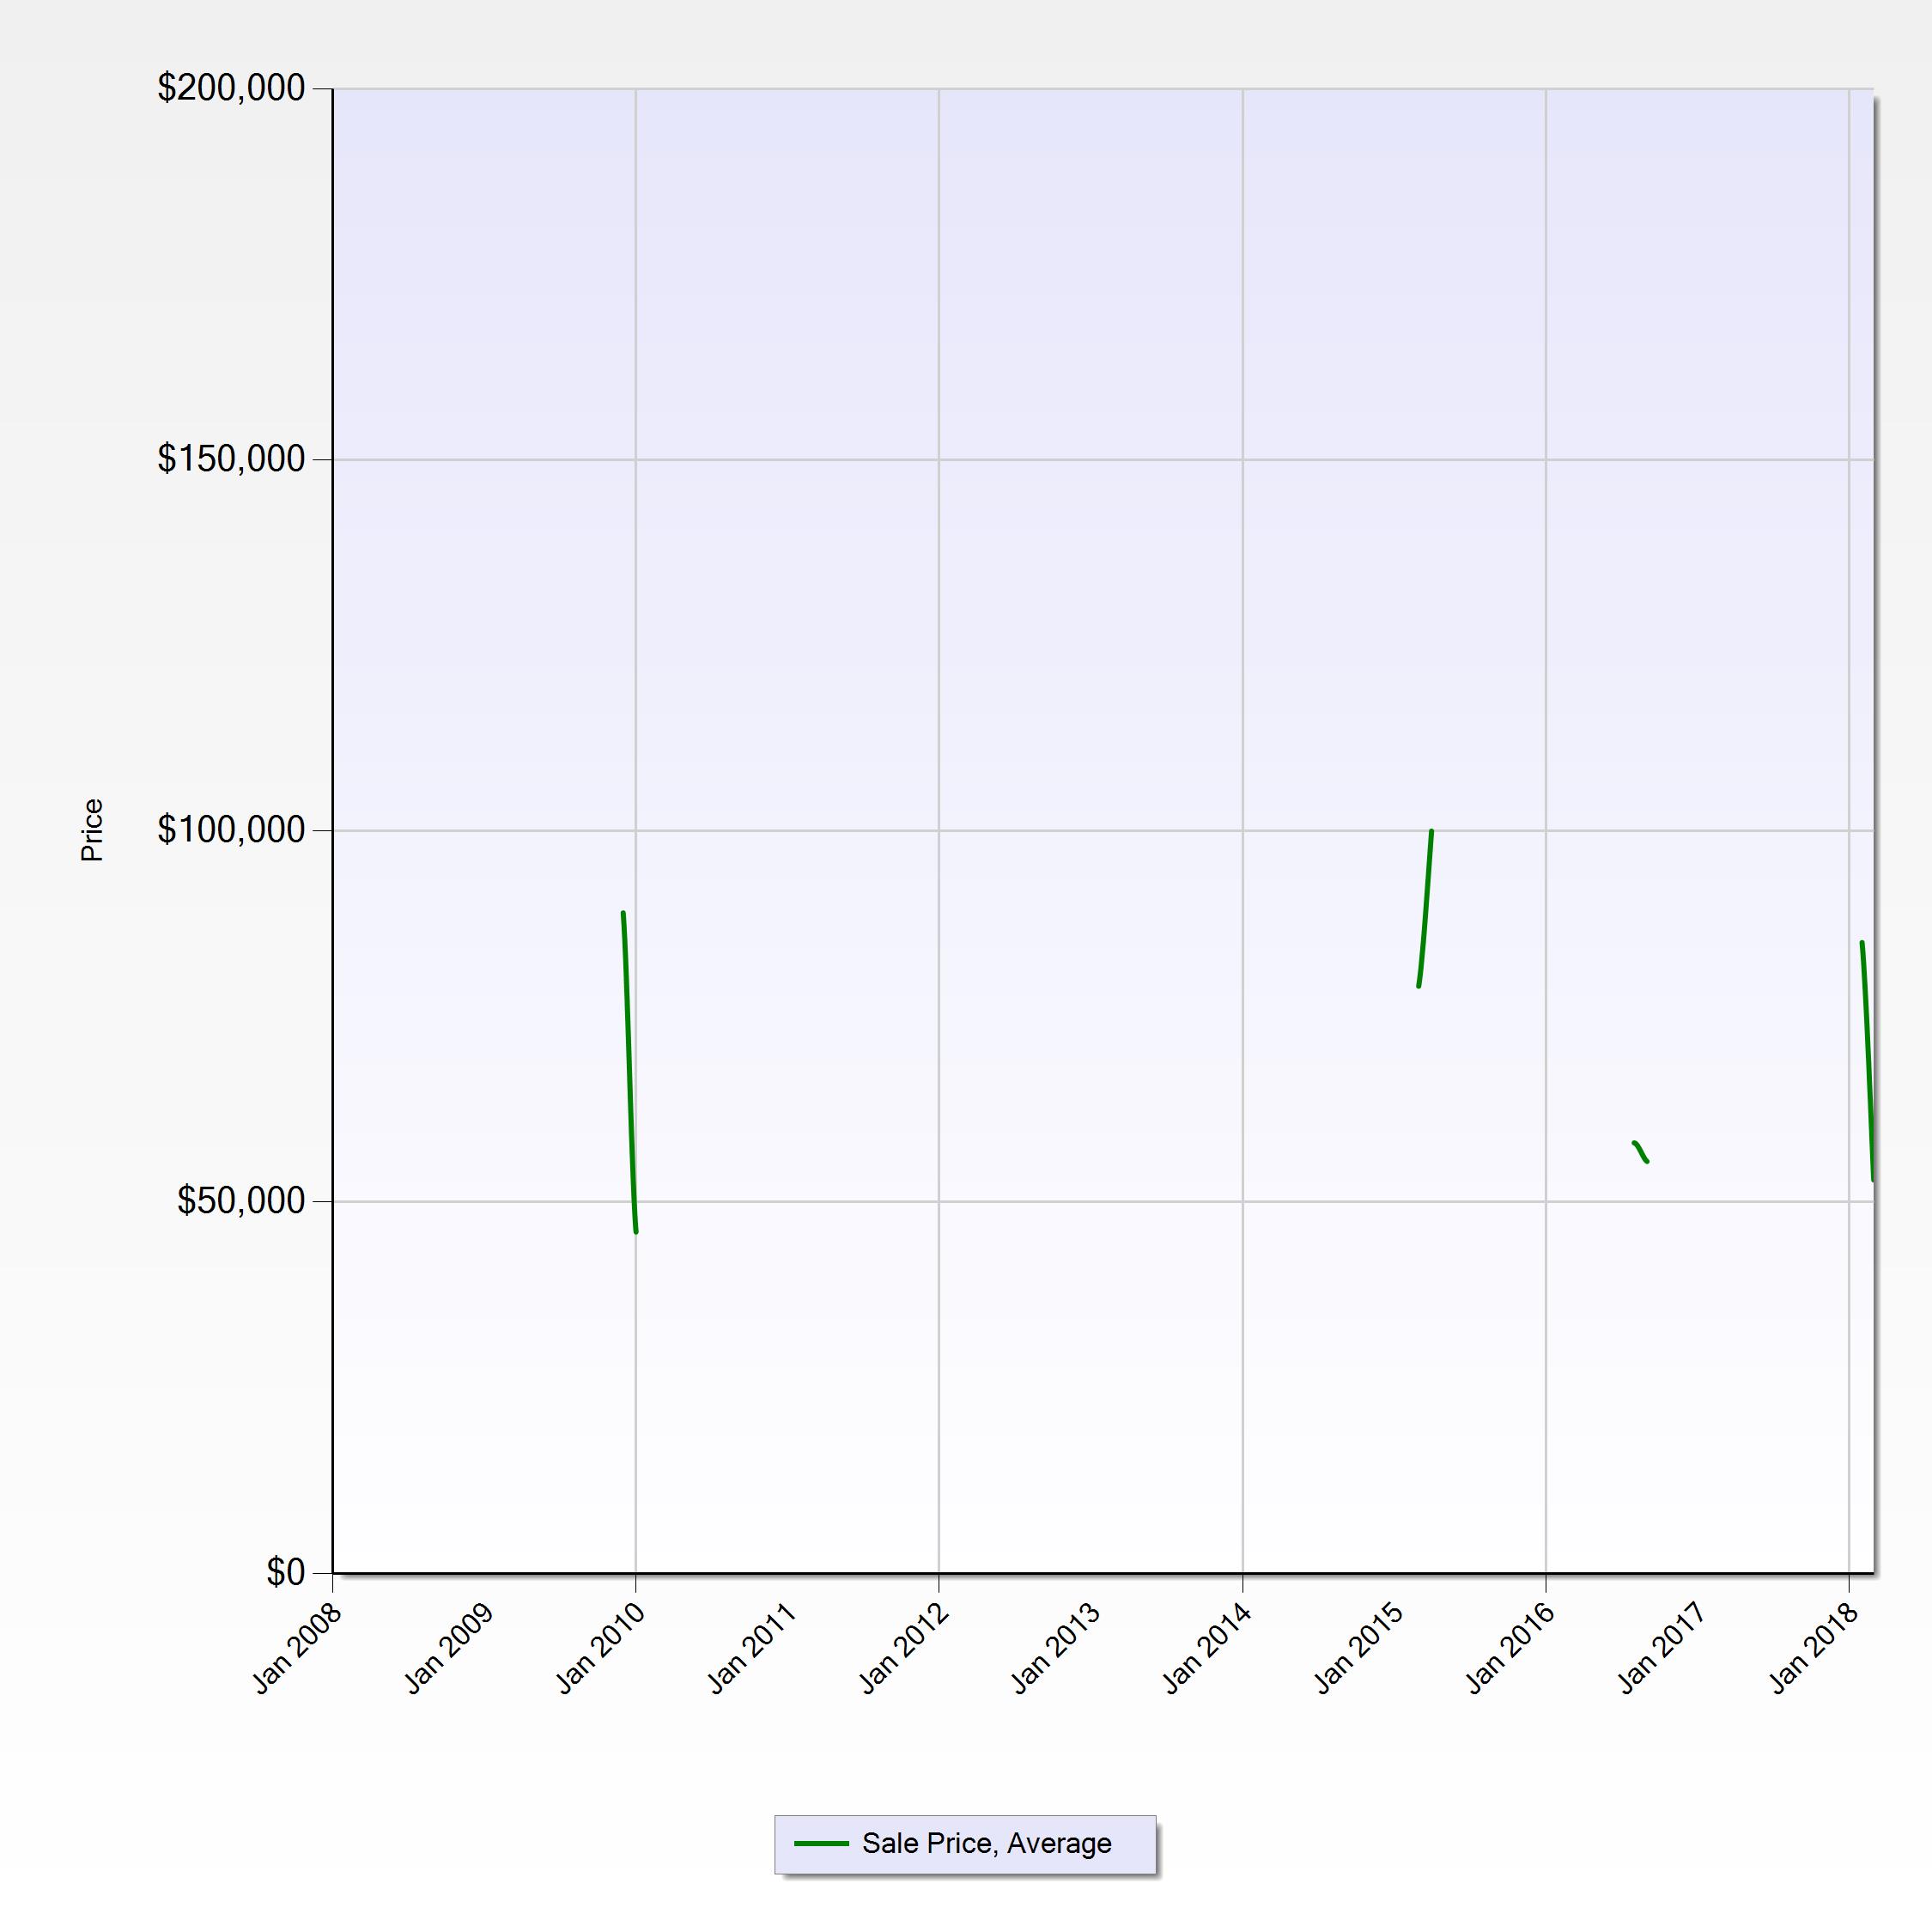 $200,000
$150,000
$100,000
$50,000
$0
Price
Jan 2008
Jan 2009
Jan 2010
Jan 2011
Jan 2012
Jan 2013
Jan 2014
Jan 2015
Jan 2016
Jan 2017
Jan 2018
Sale Price, Average